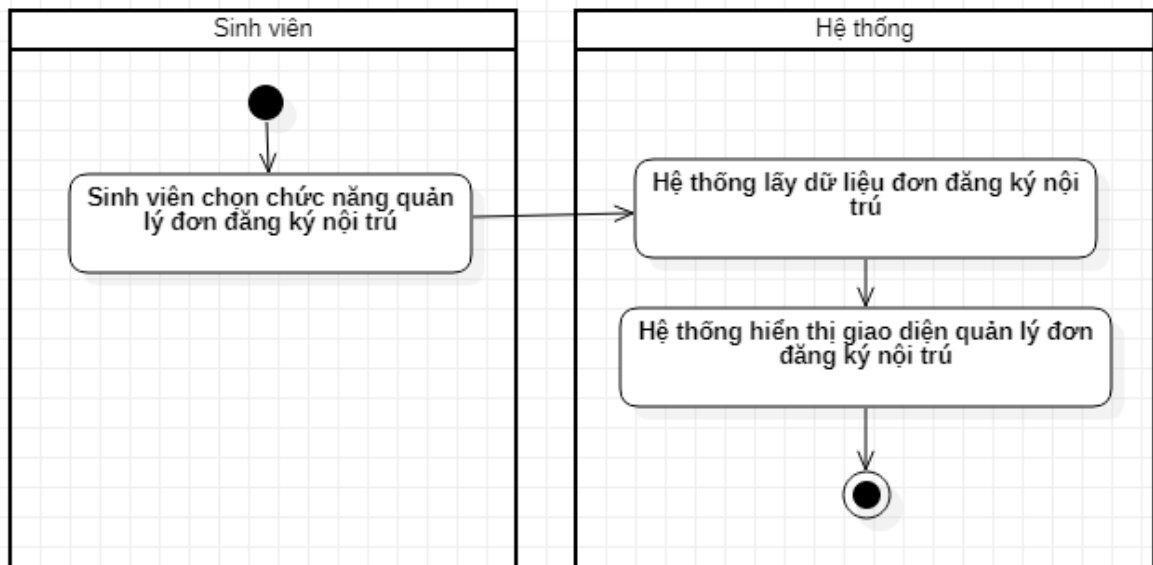 Sinh viên
Hệ thống
Sinh viên chọn chức năng quản
lý đơn đăng ký nội trú
Hệ thống lấy dữ liệu đơn đăng ký nội
trú
Hệ thống hiển thị giao diện quản lý đơn
đăng ký nội trú